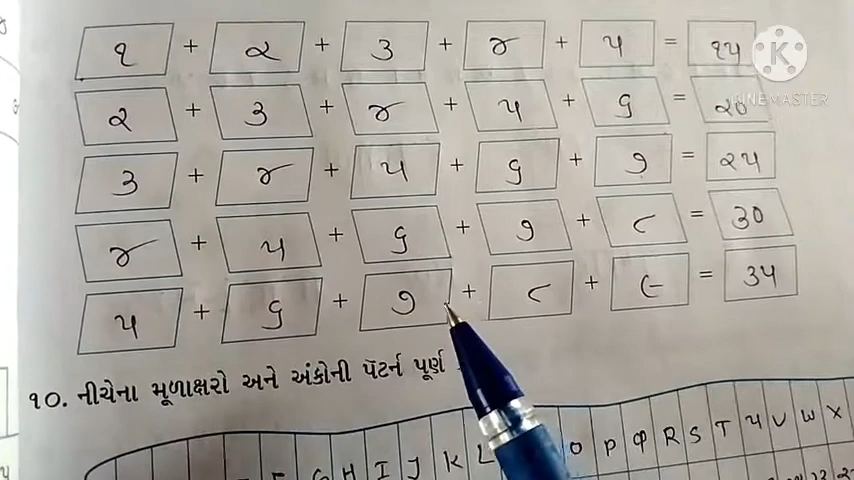 ૧ + ૨ + ૩ + ૪ + ૫ = ૧૫
૨ + ૩ + ૪ + ૫ + ૬ = ૨૦
૩ + ૪ + ૫ + ૬ + ૭ = ૨૫
૪ + ૫ + ૬ + ૭ + ૮ = ૩૦
૫ + ૬ + ૭ + ૮ + ૯ = ૩૫
૧૦. નીચેના મૂળાક્ષરો અને અંકોની પૅટર્ન પૂર્ણ
G H I J K L O P Q R S T U V W X
KINEMASTER